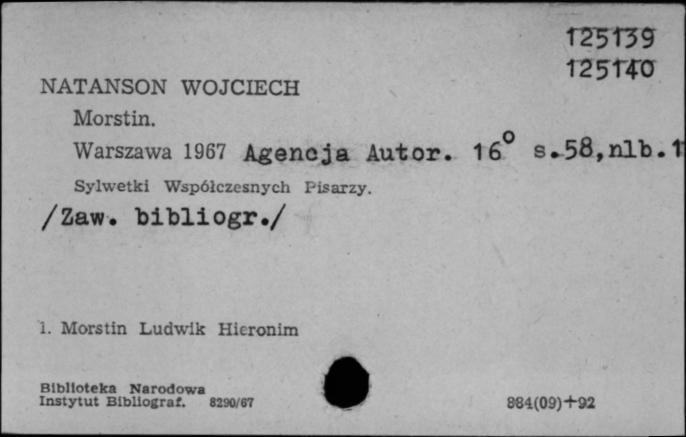 125139
125140
NATANSON WOJCIECH
Morstin.
Warszawa 1967 Agencja Autor. 16° s.58,nlb.1
Sylwetki Współczesnych Pisarzy.
/Zaw. bibliogr./
1. Morstin Ludwik Hieronim
Biblioteka Narodowa
Instytut Bibliograf. 8290/67
884(09)+92